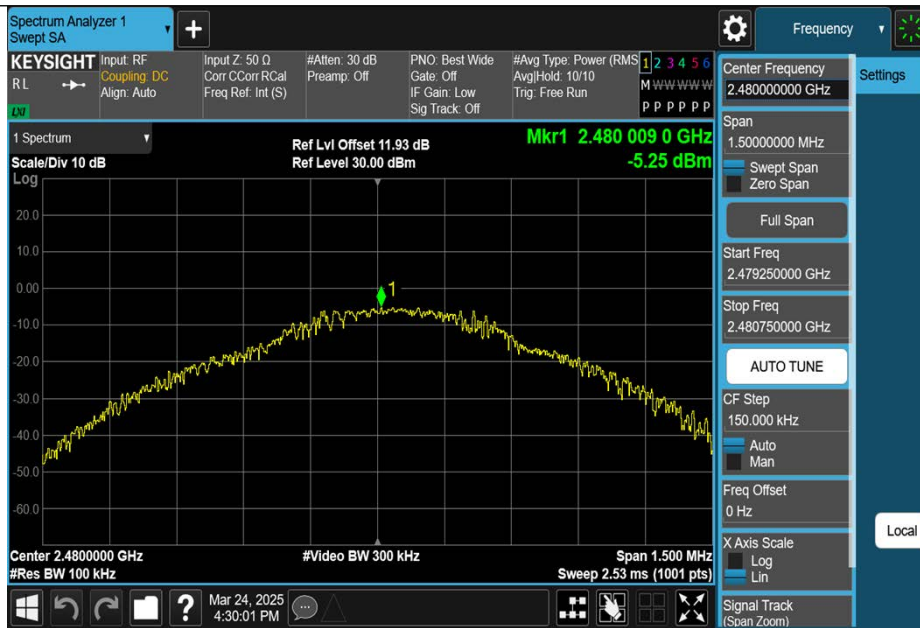 Spectrum Analyzer 1
Swept SA
+
Frequency
KEYSIGHT
RL
LXI
Input: RF
Coupling: DC
Align: Auto
Input Z: 50 Ω
Corr CCorr RCal
Freq Ref: Int (S)
#Atten: 30 dB
Preamp: Off
PNO: Best Wide
Gate: Off
IF Gain: Low
Sig Track: Off
#Avg Type: Power (RMS
Avg|Hold: 10/10
Trig: Free Run
1 2 3 4 5 6
M W W W W W
P P P P P P
1 Spectrum
Scale/Div 10 dB
Log
Ref Lvl Offset 11.93 dB
Ref Level 30.00 dBm
Mkr1 2.480 009 0 GHz
-5.25 dBm
20.0
10.0
0.00
-10.0
-20.0
-30.0
-40.0
-50.0
-60.0
1
Center 2.4800000 GHz
#Res BW 100 kHz
#Video BW 300 kHz
Span 1.500 MHz
Sweep 2.53 ms (1001 pts)
Mar 24, 2025
4:30:01 PM
?
Center Frequency
2.480000000 GHz
Span
1.50000000 MHz
Swept Span
Zero Span
Full Span
Start Freq
2.479250000 GHz
Stop Freq
2.480750000 GHz
AUTO TUNE
CF Step
150.000 kHz
Auto
Man
Freq Offset
0 Hz
X Axis Scale
Log
Lin
Signal Track
(Span Zoom)
Settings
Local